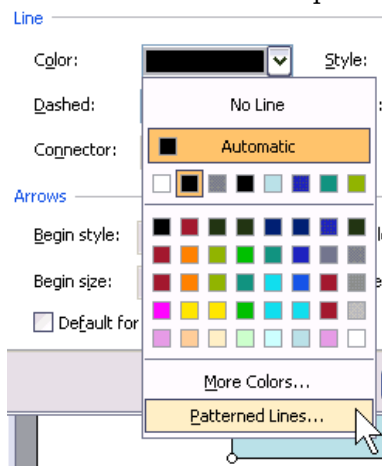 Line
Color:
Style:
Dashed:
No Line
Automatic
Connector:
Arrows
Begin style:
Begin size:
Default for
More Colors...
Patterned Lines...